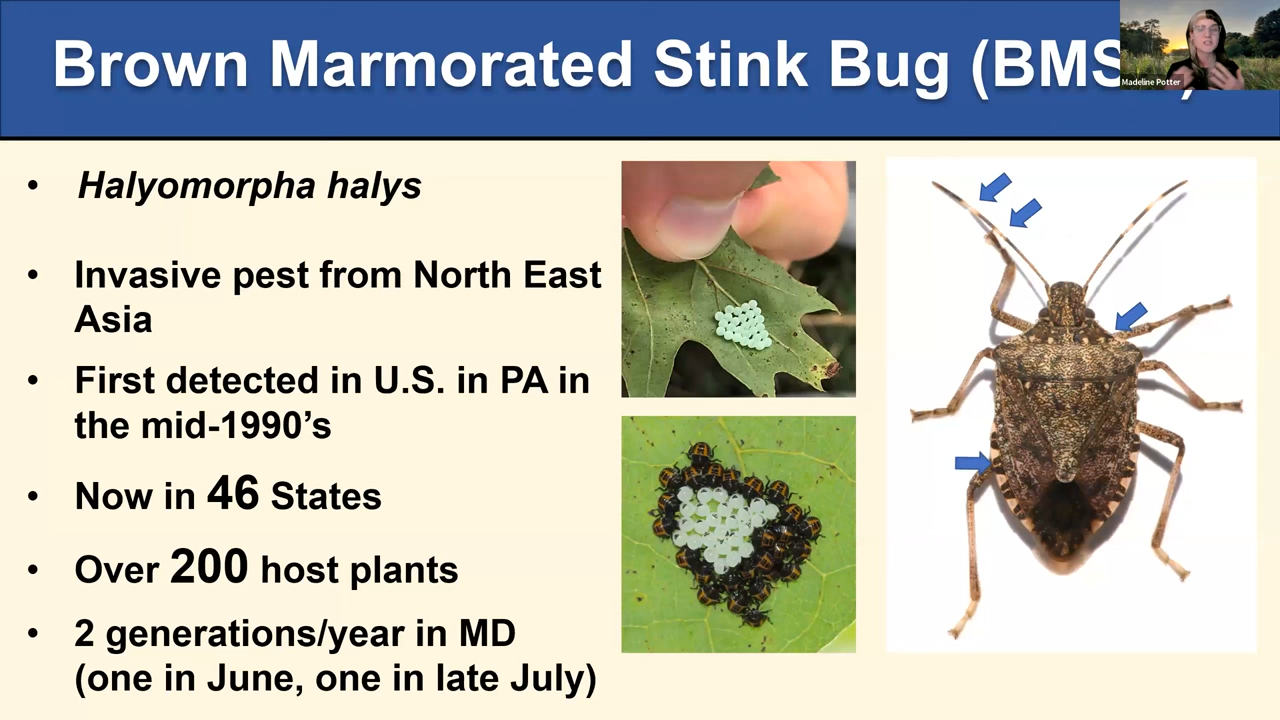 Brown Marmorated Stink Bug (BMS
Madeline Potter
• Halyomorpha halys
• Invasive pest from North East
Asia
• First detected in U.S. in PA in
the mid-1990’s
• Now in 46 States
• Over 200 host plants
• 2 generations/year in MD
(one in June, one in late July)